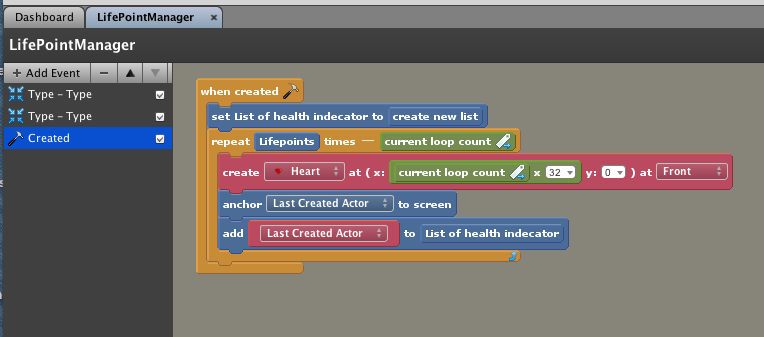 Dashboard LifePointManager ×
LifePointManager
+ Add Event − ▲ ▼
Type – Type
Type – Type
Created
when created
set List of health indecator to create new list
repeat Lifepoints times — current loop count
create Heart at ( x: current loop count x 32 y: 0 ) at Front
anchor Last Created Actor to screen
add Last Created Actor to List of health indecator